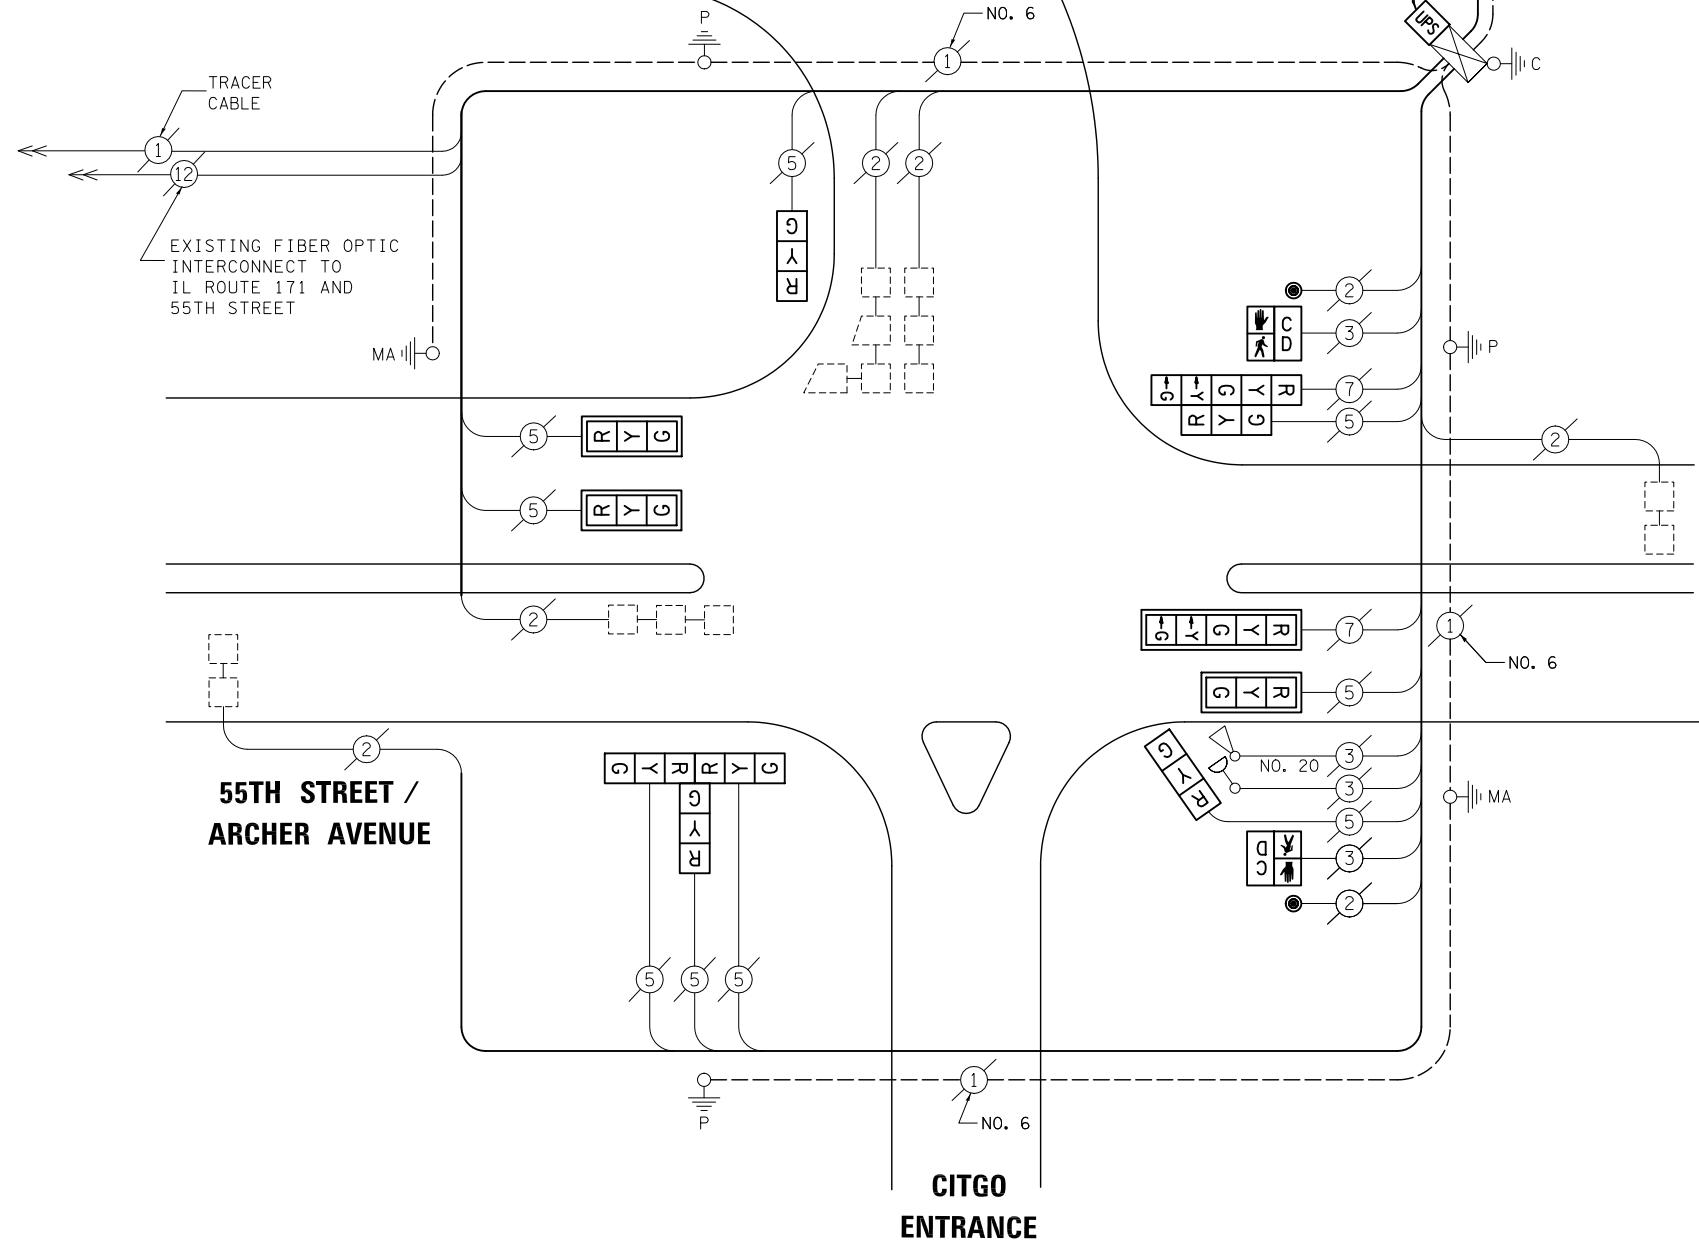 P
NO. 6
UPS
C
TRACER
CABLE
1
1
12
5
2
2
EXISTING FIBER OPTIC
INTERCONNECT TO
IL ROUTE 171 AND
55TH STREET
G
Y
R
2
C
D
3
MA
P
G Y G Y R
7
R Y G
5
5
R Y G
2
5
R Y G
2
G Y G Y R
7
1
NO. 6
G Y R
5
2
3
NO. 20
G Y R R Y G
G Y R
3
55TH STREET /
ARCHER AVENUE
MA
G
Y
R
5
C D
3
2
5
5
5
1
P
NO. 6
CITGO
ENTRANCE